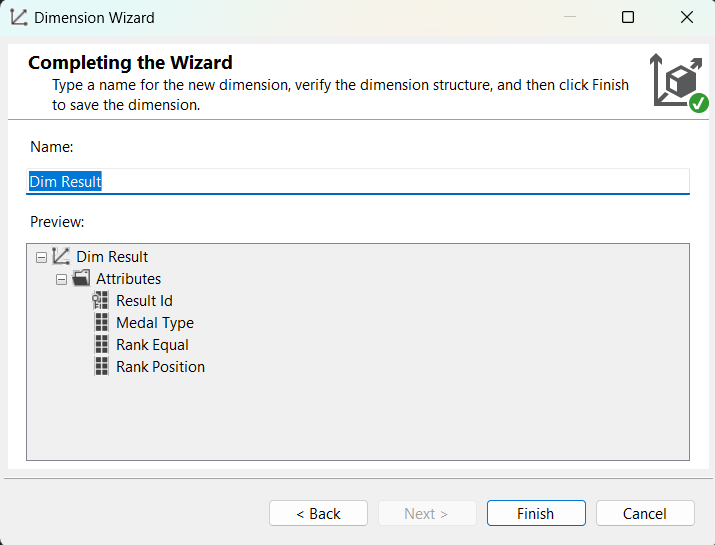 Dimension Wizard
Completing the Wizard
Type a name for the new dimension, verify the dimension structure, and then click Finish
to save the dimension.
Name:
Dim Result
Preview:
Dim Result
Attributes
Result Id
Medal Type
Rank Equal
Rank Position
< Back
Next >
Finish
Cancel